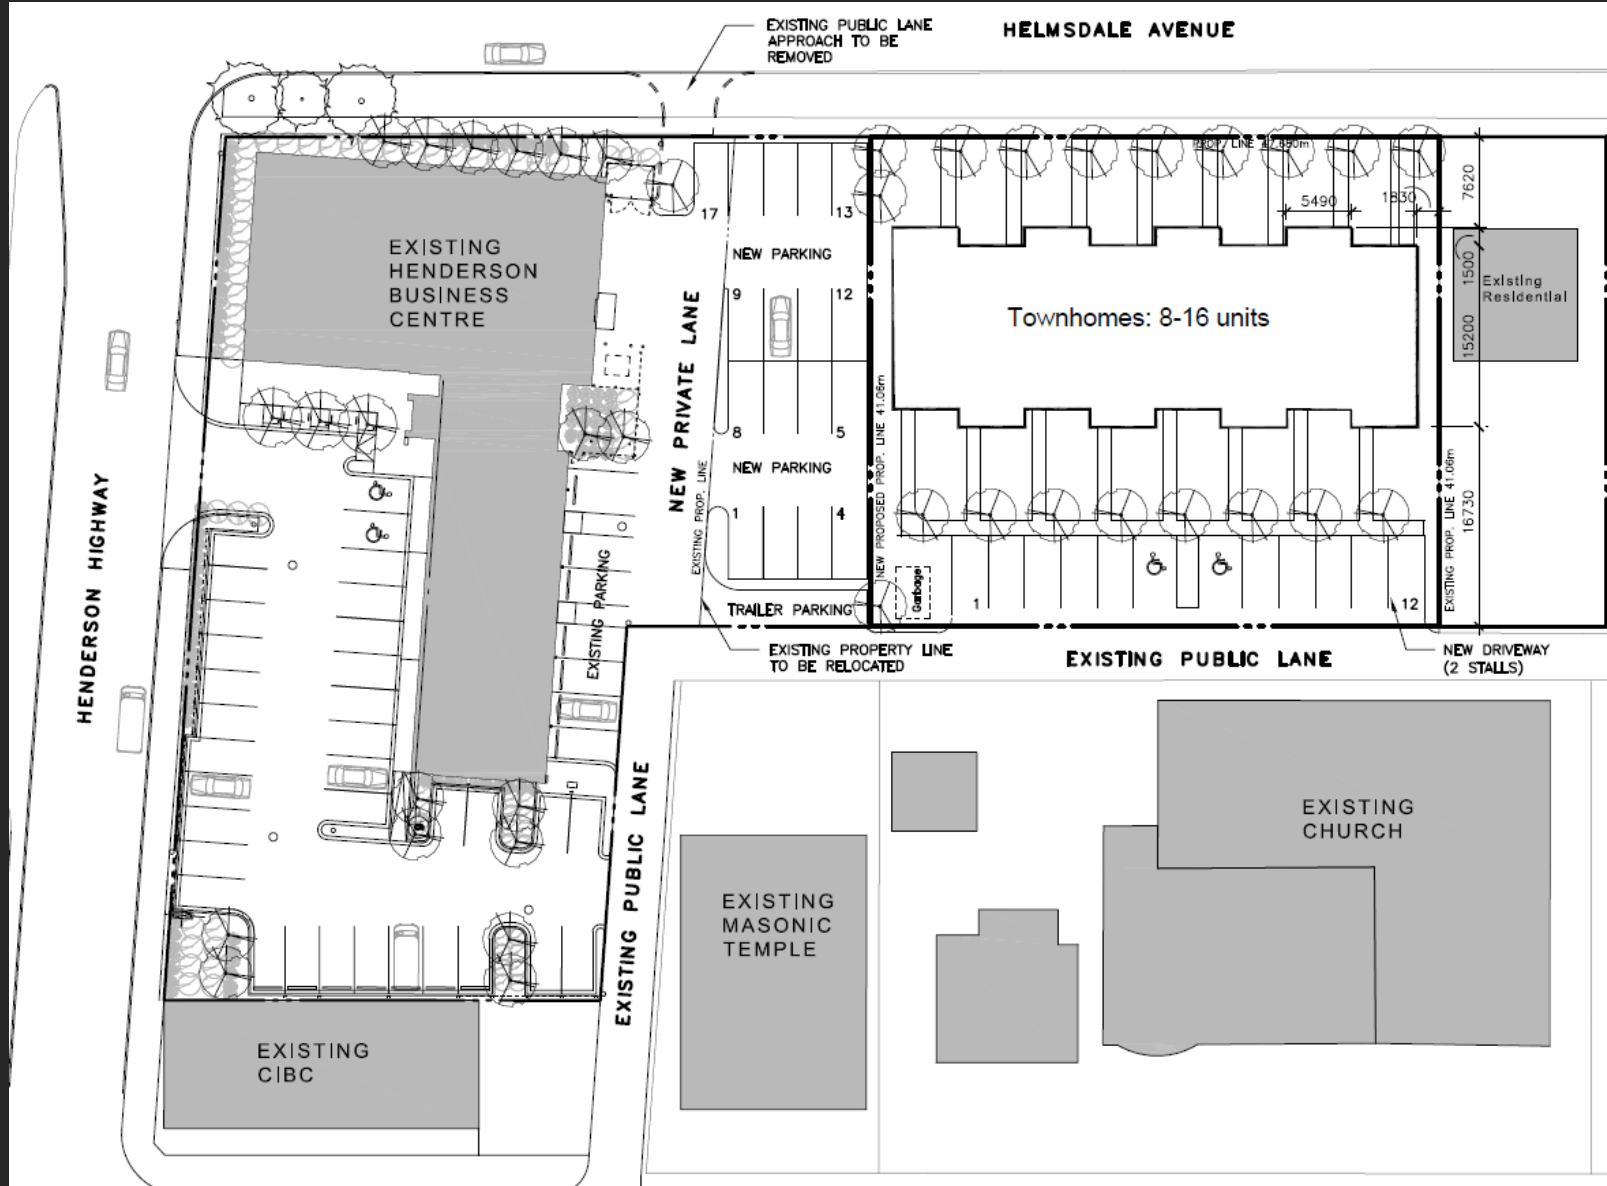 EXISTING PUBLIC LANE
APPROACH TO BE
REMOVED
HELMSDALE AVENUE
PROP. LINE 47.550m
5490
1830
7620
17
13
NEW PARKING
9
12
EXISTING
HENDERSON
BUSINESS
CENTRE
Townhomes: 8-16 units
1500
15200
Existing
Residential
NEW PRIVATE LANE
8
5
NEW PARKING
1
4
EXISTING PROP. LINE
NEW PROPOSED PROP. LINE 41.06m
EXISTING PROP. LINE 41.06m
16730
HENDERSON HIGHWAY
EXISTING PARKING
TRAILER PARKING
Garbage
1
12
EXISTING PROPERTY LINE
TO BE RELOCATED
EXISTING PUBLIC LANE
NEW DRIVEWAY
(2 STALLS)
EXISTING PUBLIC LANE
EXISTING
CHURCH
EXISTING
MASONIC
TEMPLE
EXISTING
CIBC